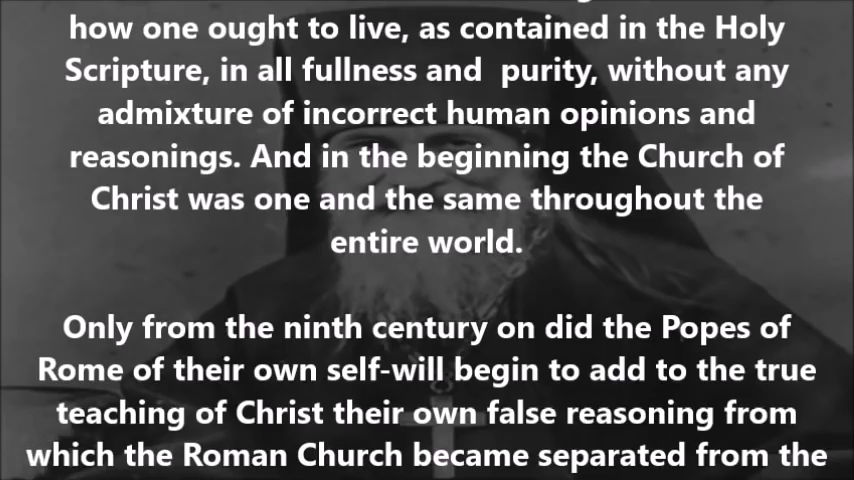 how one ought to live, as contained in the Holy
Scripture, in all fullness and  purity, without any
admixture of incorrect human opinions and
reasonings. And in the beginning the Church of
Christ was one and the same throughout the
entire world.
Only from the ninth century on did the Popes of
Rome of their own self-will begin to add to the true
teaching of Christ their own false reasoning from
which the Roman Church became separated from the